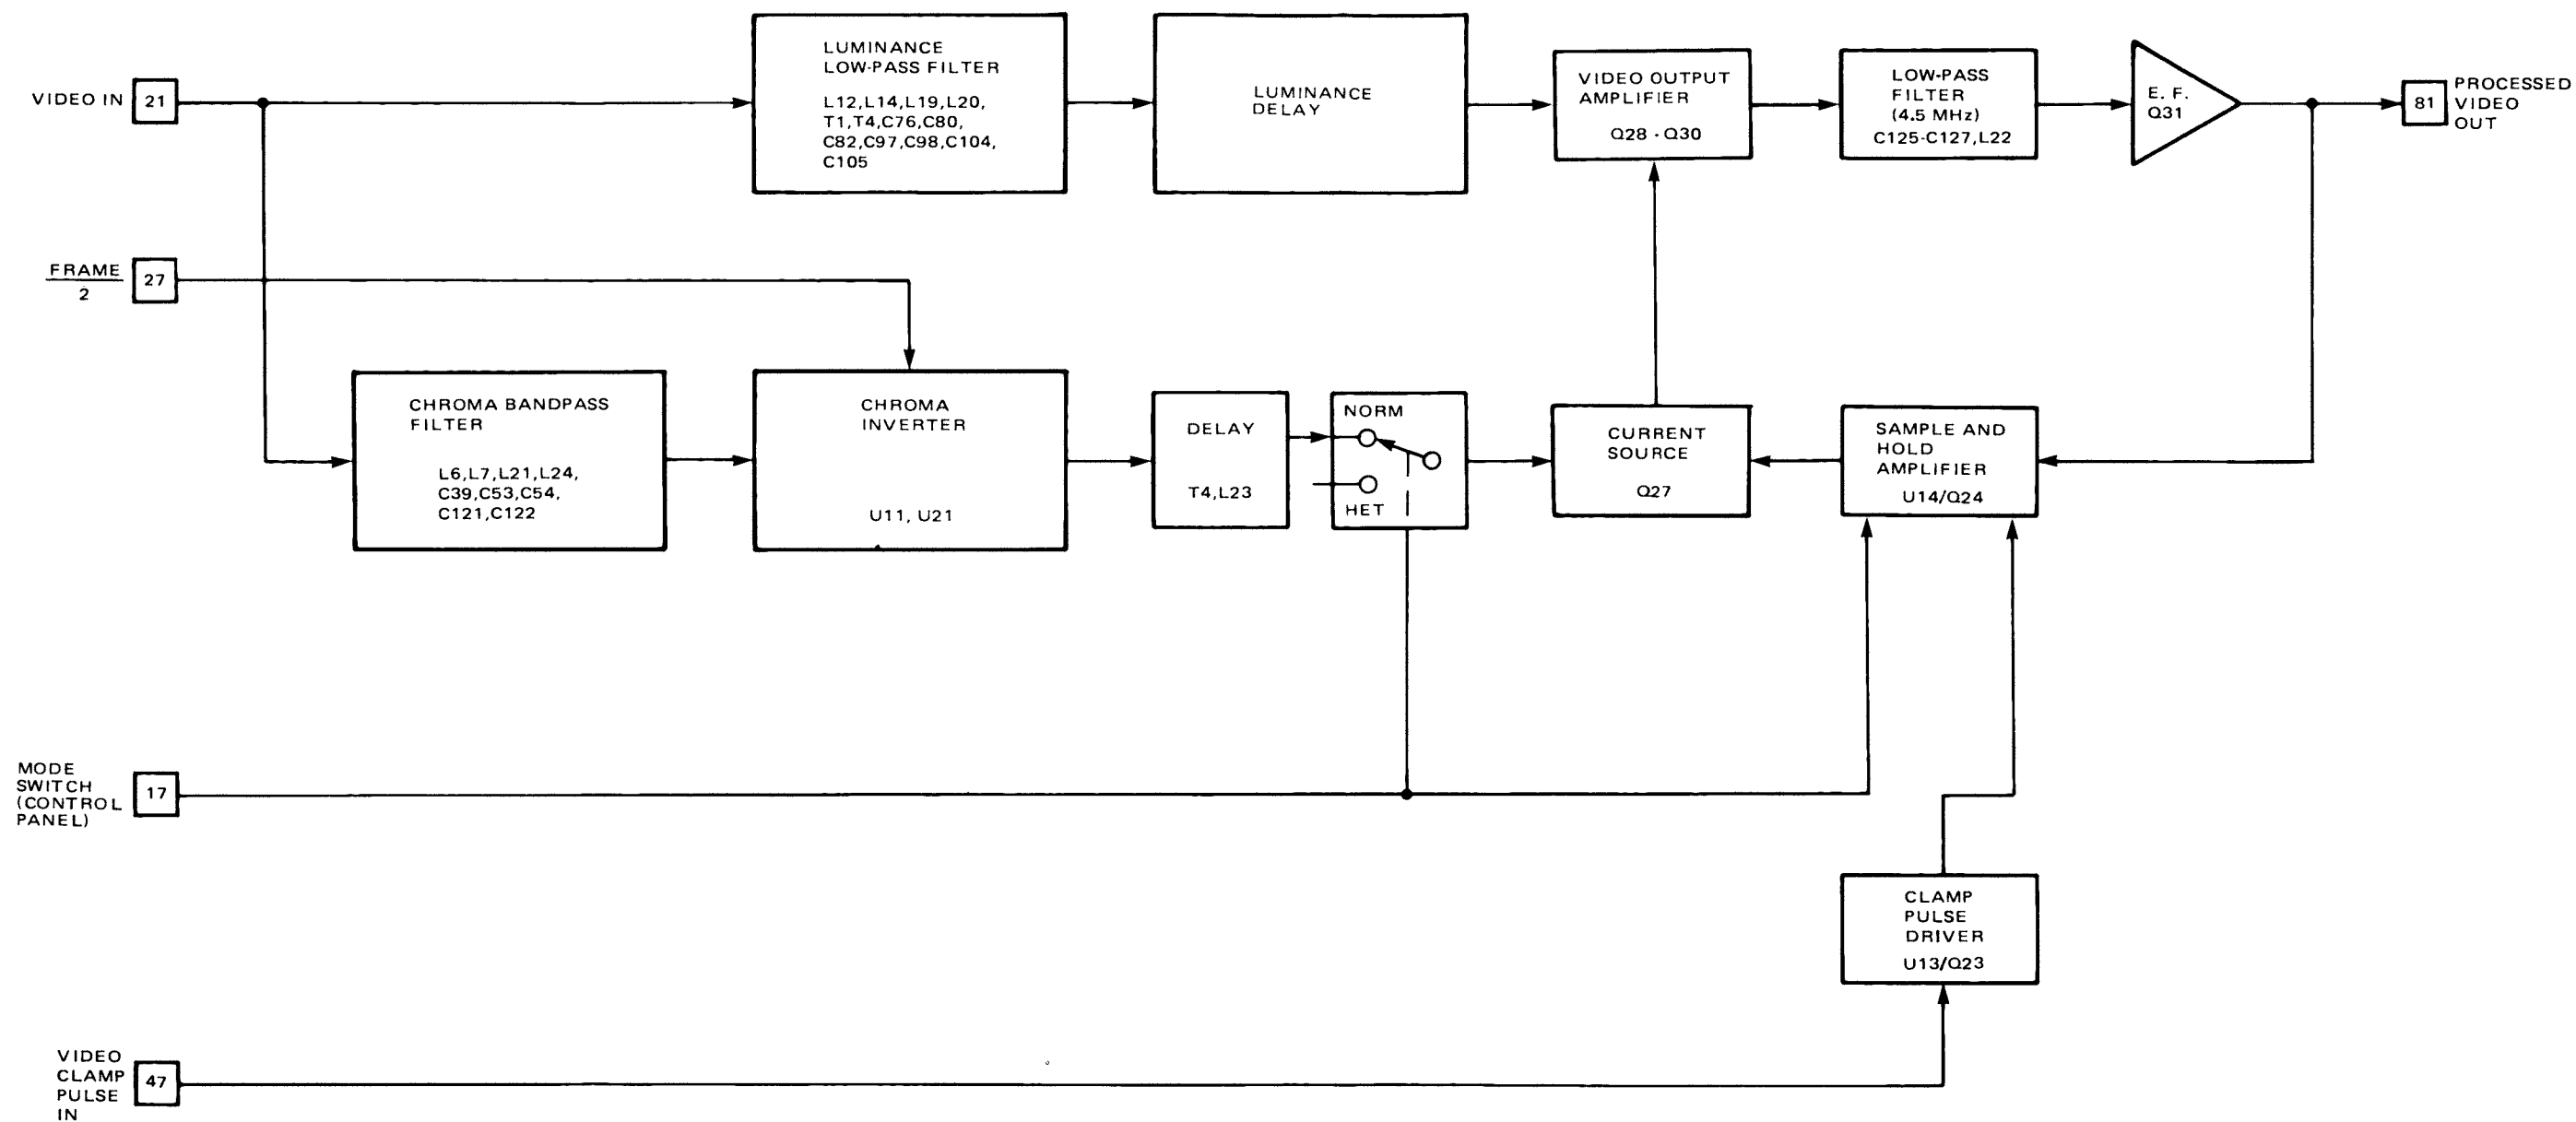 VIDEO IN
21
LUMINANCE
LOW-PASS FILTER
L12,L14,L19,L20,
T1,T4,C76,C80,
C82,C97,C98,C104,
C105
LUMINANCE
DELAY
VIDEO OUTPUT
AMPLIFIER
Q28 - Q30
LOW-PASS
FILTER
(4.5 MHz)
C125-C127,L22
E. F.
Q31
81
PROCESSED
VIDEO
OUT
FRAME
2
27
CHROMA BANDPASS
FILTER
L6,L7,L21,L24,
C39,C53,C54,
C121,C122
CHROMA
INVERTER
U11, U21
DELAY
T4,L23
NORM
HET
CURRENT
SOURCE
Q27
SAMPLE AND
HOLD
AMPLIFIER
U14/Q24
MODE
SWITCH
(CONTROL
PANEL)
17
CLAMP
PULSE
DRIVER
U13/Q23
VIDEO
CLAMP
PULSE
IN
47